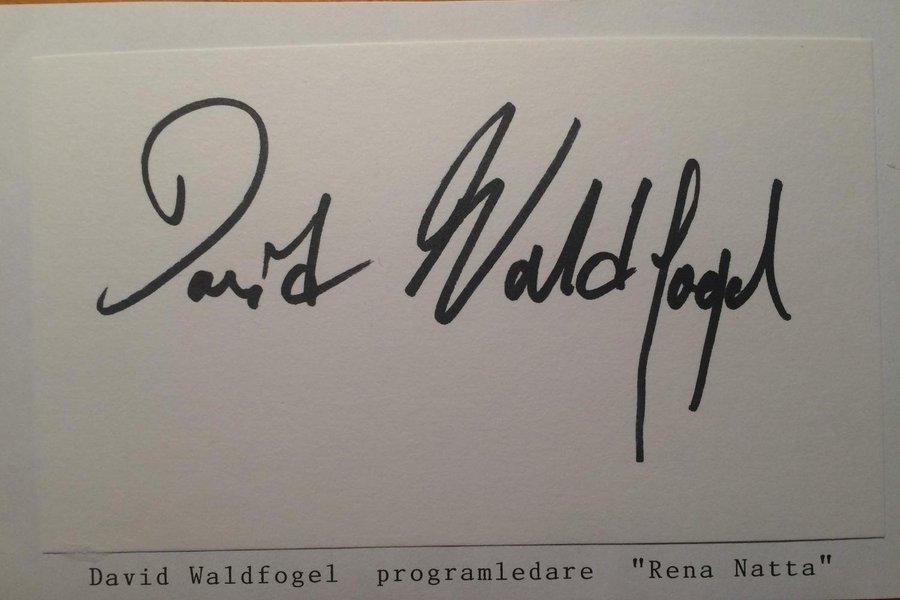 David Waldfogel
David Waldfogel programledare "Rena Natta"